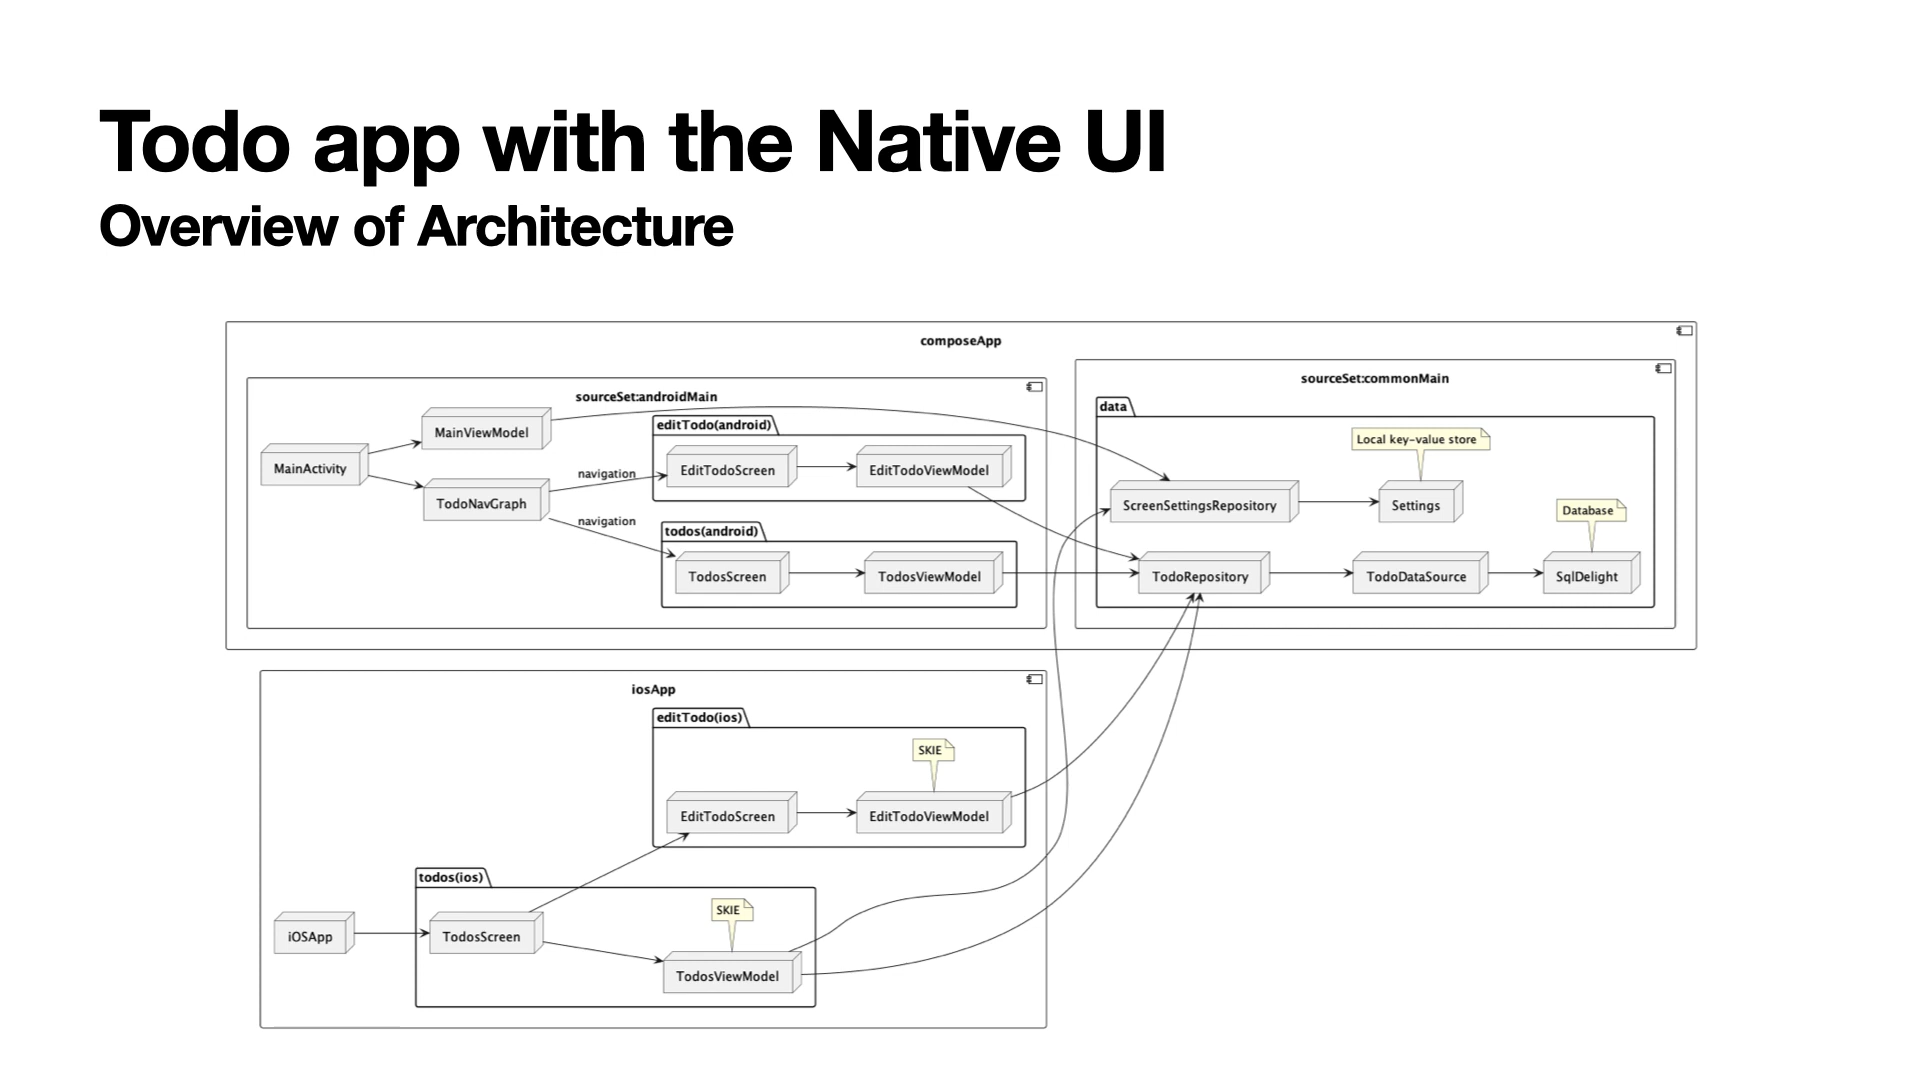 Todo app with the Native UI
Overview of Architecture
composeApp
sourceSet:androidMain
MainActivity
MainViewModel
TodoNavGraph
navigation
navigation
editTodo(android)
EditTodoScreen
EditTodoViewModel
todos(android)
TodosScreen
TodosViewModel
sourceSet:commonMain
data
Local key-value store
ScreenSettingsRepository
Settings
Database
TodoRepository
TodoDataSource
SqlDelight
iosApp
editTodo(ios)
SKIE
EditTodoScreen
EditTodoViewModel
todos(ios)
SKIE
iOSApp
TodosScreen
TodosViewModel